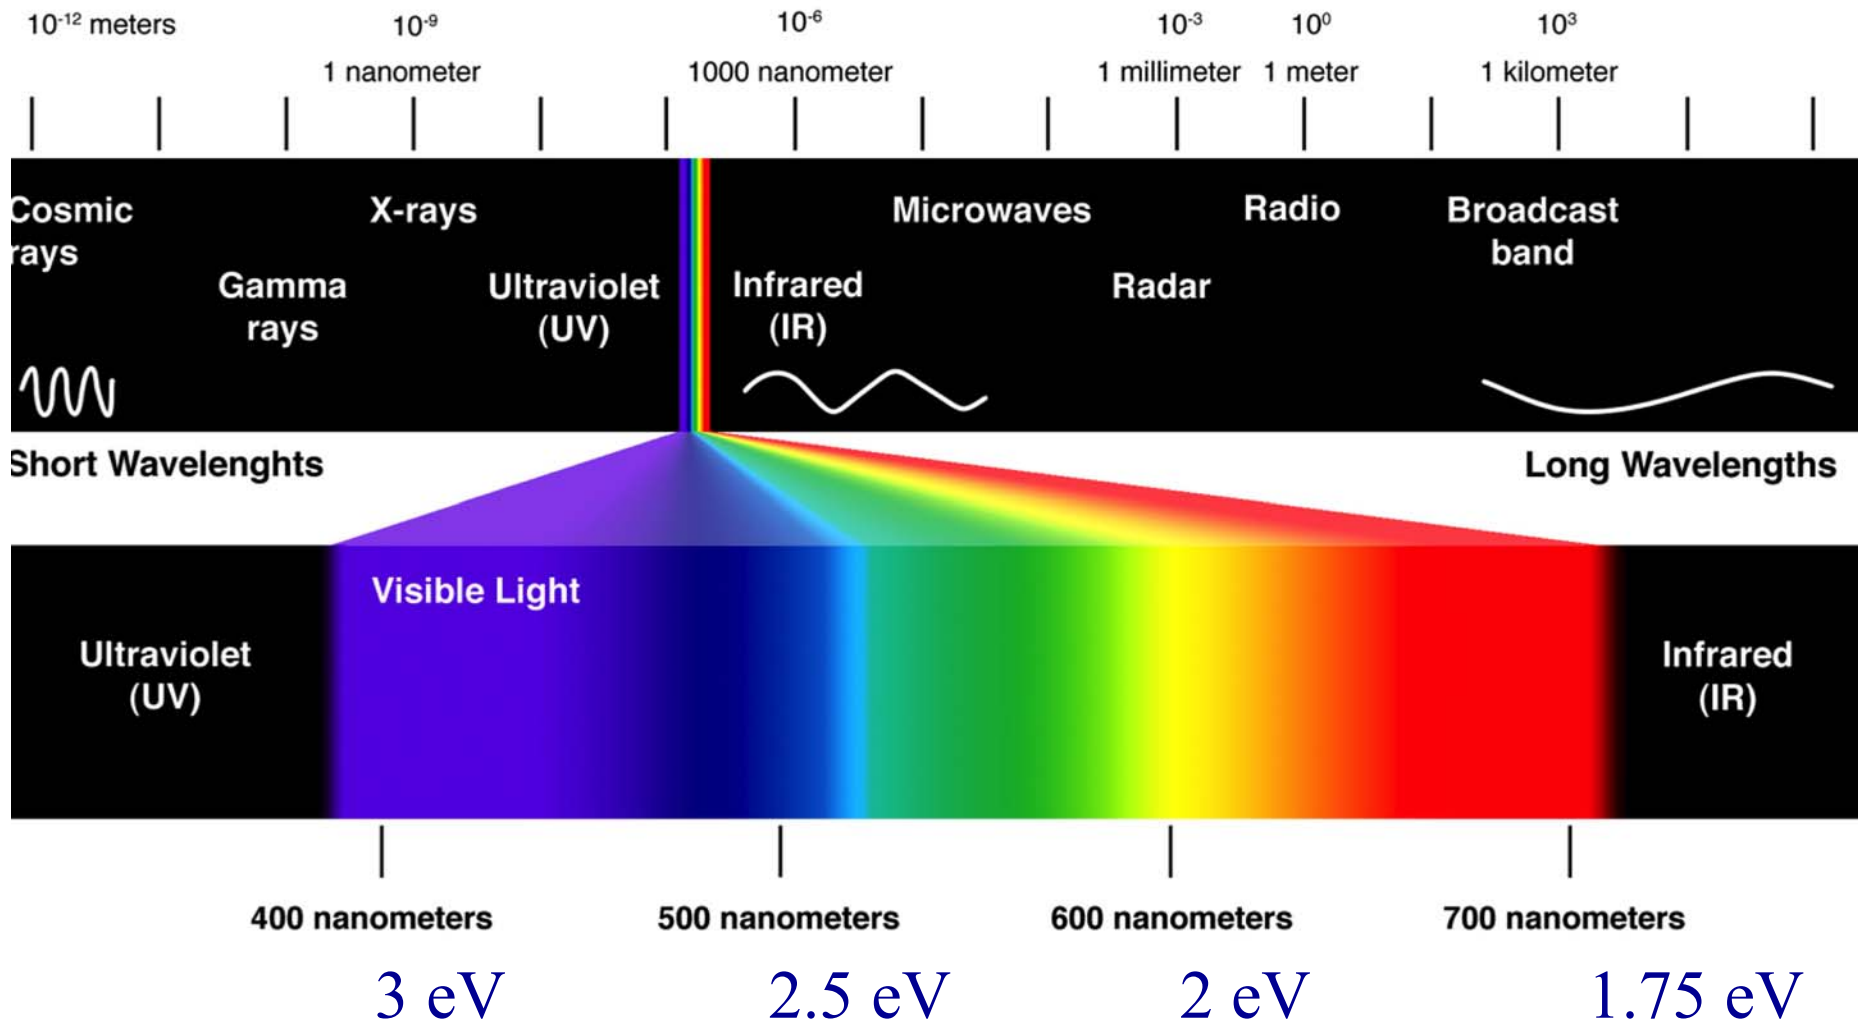 10⁻¹² meters 10⁻⁹ 10⁻⁶ 10⁻³ 10⁰ 10³
1 nanometer 1000 nanometer 1 millimeter 1 meter 1 kilometer
Cosmic
rays
X-rays
Microwaves
Radio
Broadcast
band
Gamma
rays
Ultraviolet
(UV)
Infrared
(IR)
Radar
Short Wavelenghts
Long Wavelengths
Visible Light
Ultraviolet
(UV)
Infrared
(IR)
400 nanometers 500 nanometers 600 nanometers 700 nanometers
3 eV 2.5 eV 2 eV 1.75 eV